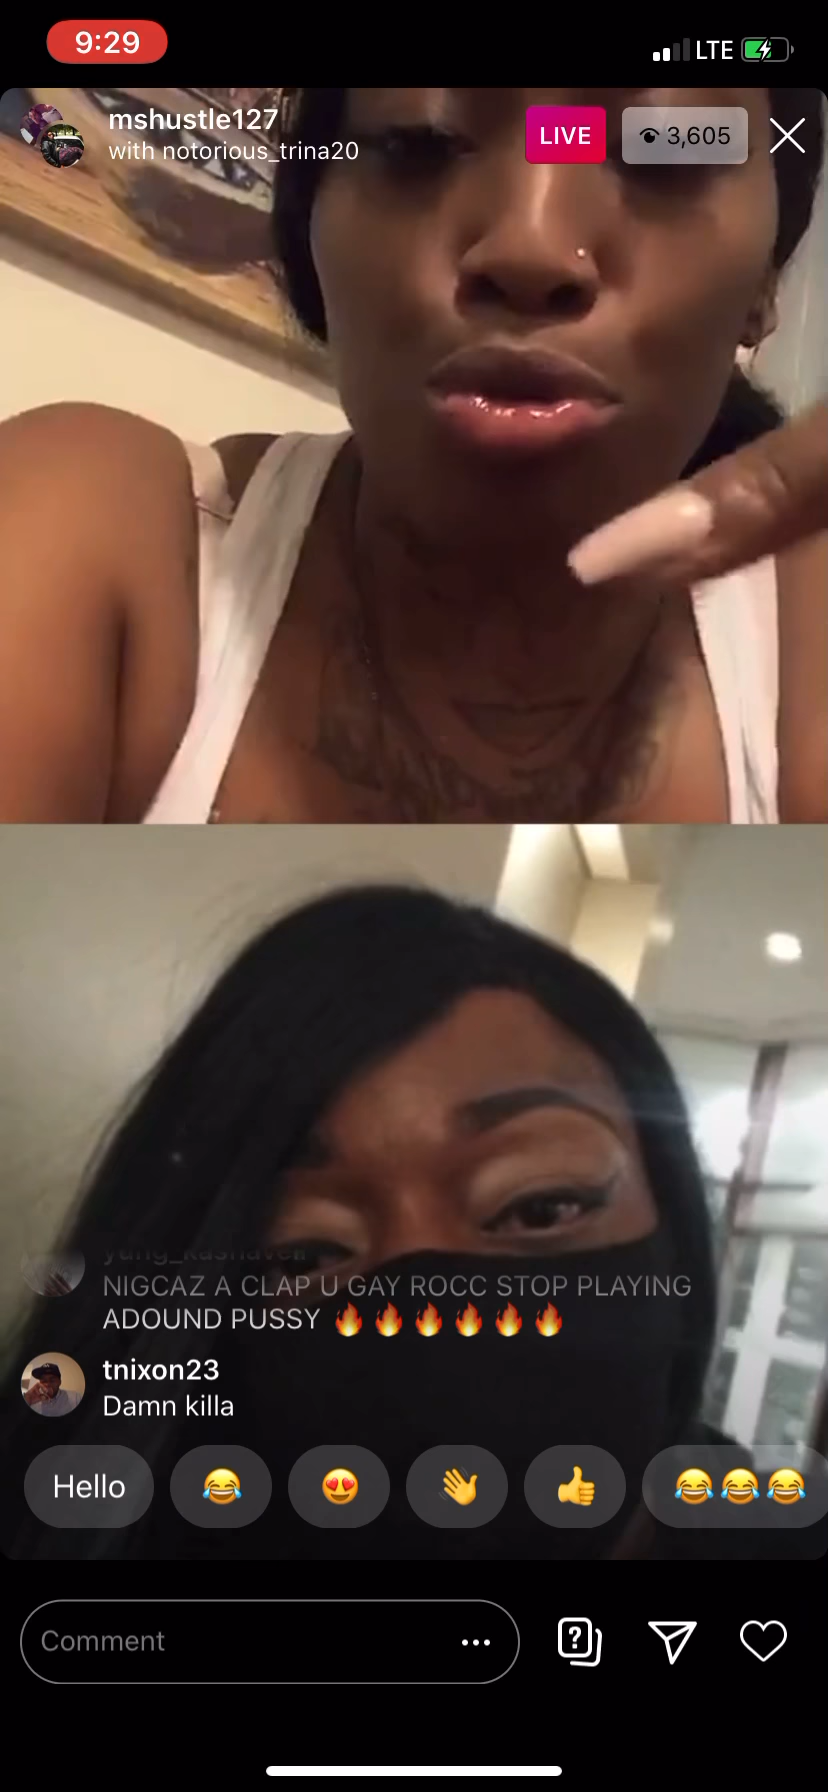 9:29
LTE
mshustle127
with notorious_trina20
LIVE
3,605
NIGCAZ A CLAP U GAY ROCC STOP PLAYING
ADOUND PUSSY 🔥🔥🔥🔥🔥🔥
tnixon23
Damn killa
Hello 😂 😍 👋 👍 😂😂😂
Comment